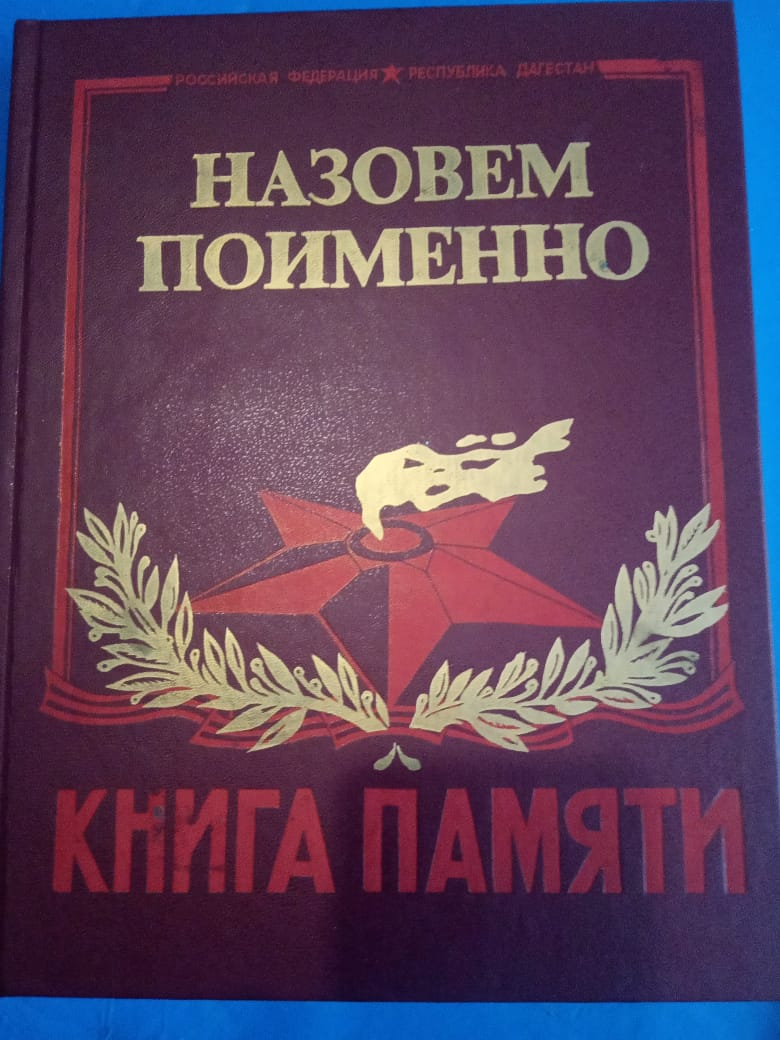 РОССИЙСКАЯ ФЕДЕРАЦИЯ ★ РЕСПУБЛИКА ДАГЕСТАН
НАЗОВЕМ
ПОИМЕННО
КНИГА ПАМЯТИ